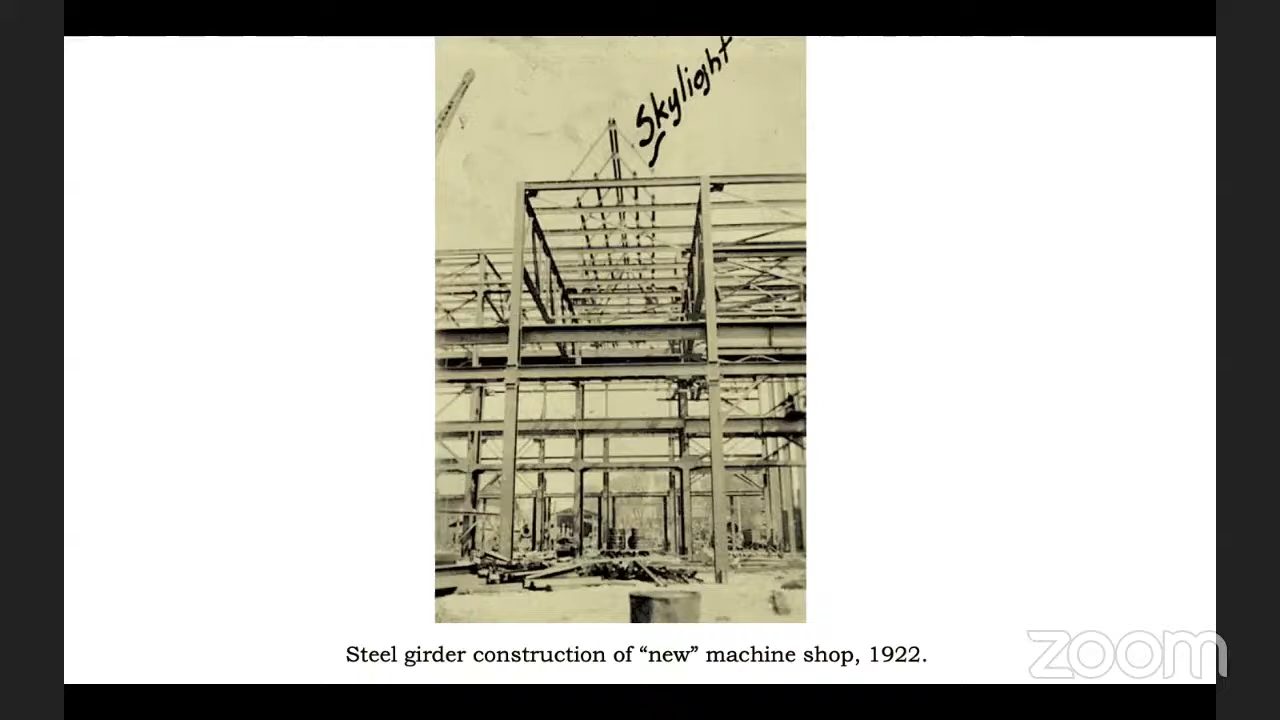 Skylight
Steel girder construction of “new” machine shop, 1922.
zoom